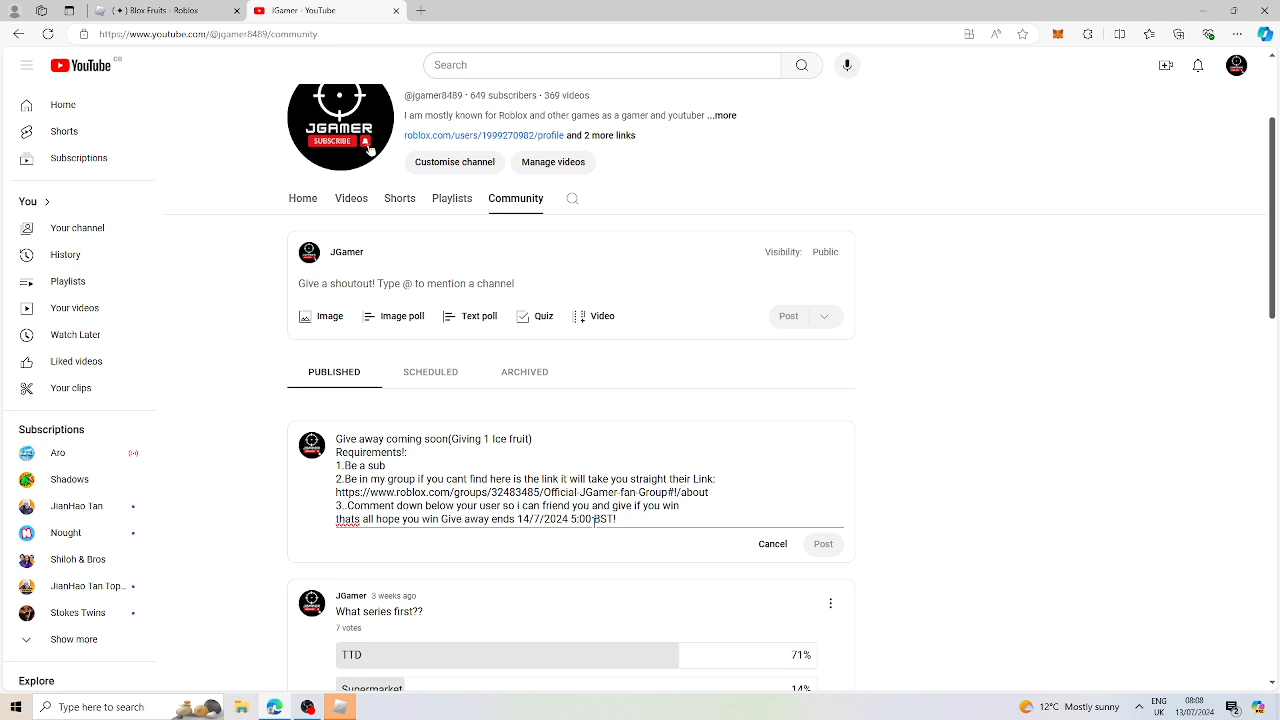 ( ♦ ) Blox Fruits - Roblox
YouTube
https://www.youtube.com/@jgamer8489/community
YouTube GB
Search
Home
Shorts
Subscriptions
You
Your channel
History
Playlists
Your videos
Watch Later
Liked videos
Your clips
Subscriptions
Jiro
Shadows
JianHao Tan
Nought
Shiloh & Bros
JianHao Tan Top...
Stokes Twins
Show more
Explore
JGAMER
SUBSCRIBE
@jgamer8489 · 649 subscribers · 369 videos
I am mostly known for Roblox and other games as a gamer and youtuber ...more
roblox.com/users/1999270982/profile and 2 more links
Customise channel Manage videos
Home Videos Shorts Playlists Community
JGamer Visibility: Public
Give a shoutout! Type @ to mention a channel
Image Image poll Text poll Quiz Video Post
PUBLISHED SCHEDULED ARCHIVED
Give away coming soon(Giving 1 Ice fruit)
Requirements!:
1.Be a sub
2.Be in my group if you cant find here is the link it will take you straight their Link:
https://www.roblox.com/groups/32483485/Official-JGamer-fan-Group#!/about
3..Comment down below your user so i can friend you and give if you win
thats all hope you win Give away ends 14/7/2024 5:00 BST!
Cancel Post
JGamer 3 weeks ago
What series first??
7 votes
TTD 71%
Supermarket 14%
Type here to search
12°C Mostly sunny
ENG
UK
08:08
13/07/2024